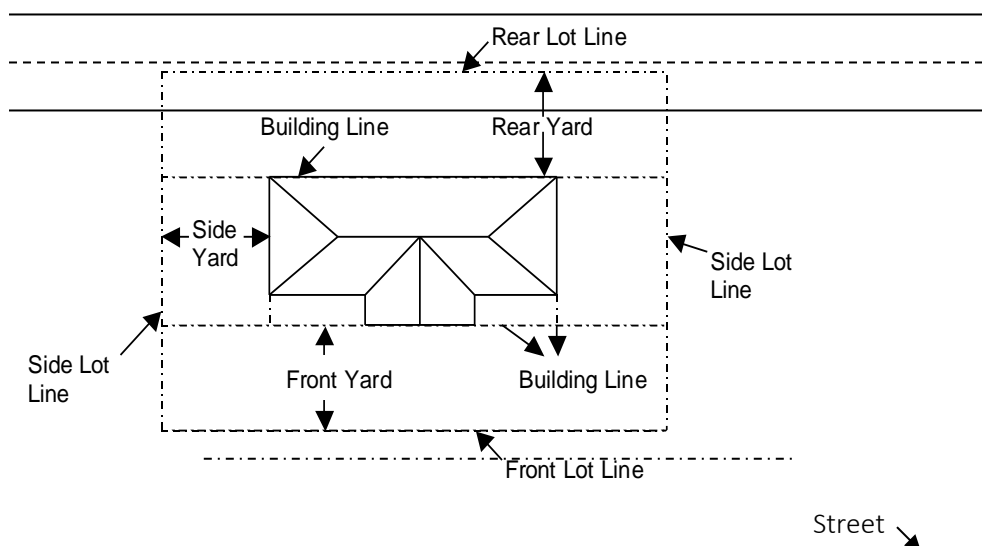 Rear Lot Line
Building Line
Rear Yard
Side
Yard
Side Lot
Line
Side Lot
Line
Front Yard
Building Line
Front Lot Line
Street